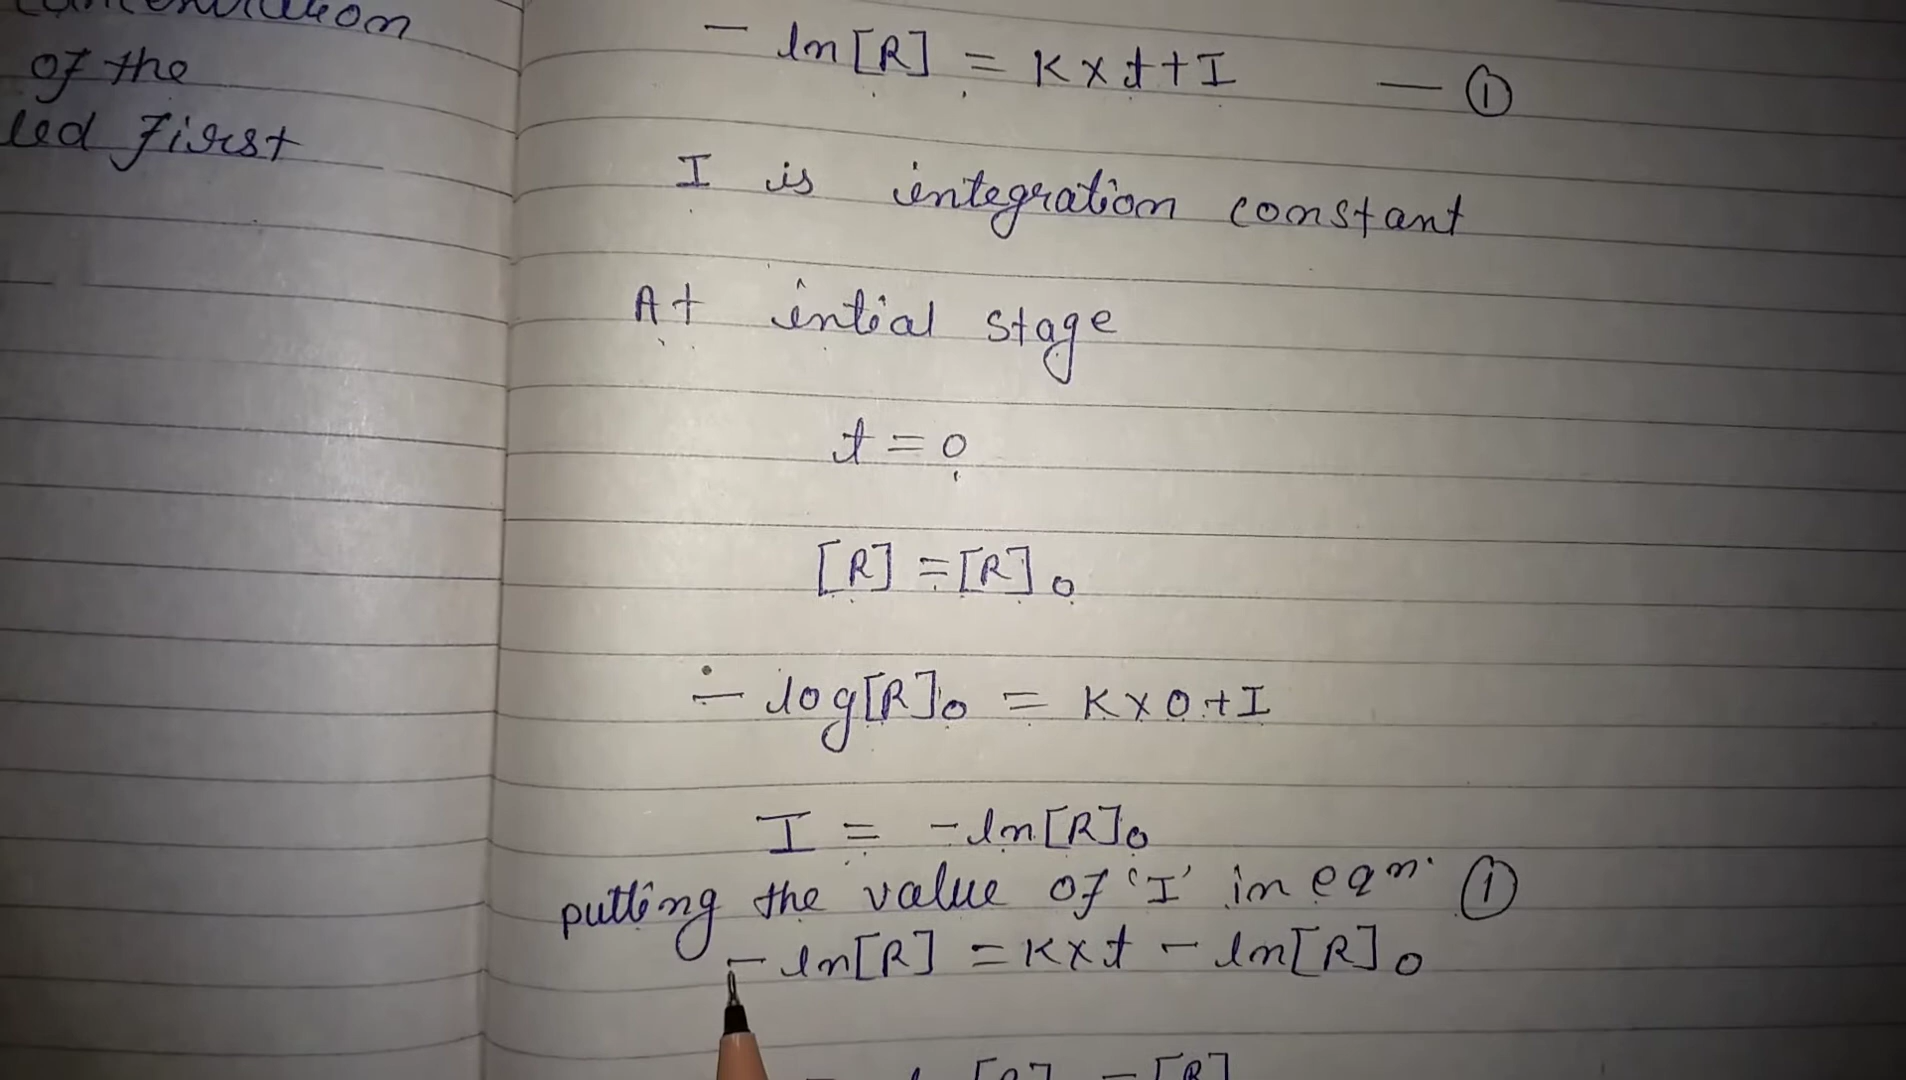 of the
led First
- ln[R] = K x t + I — ①
I is integration constant
At intial stage
t = 0
[R] = [R]₀
- log[R]₀ = K x 0 + I
I = -ln[R]₀
putting the value of 'I' in eqn. ①
- ln[R] = K x t - ln[R]₀